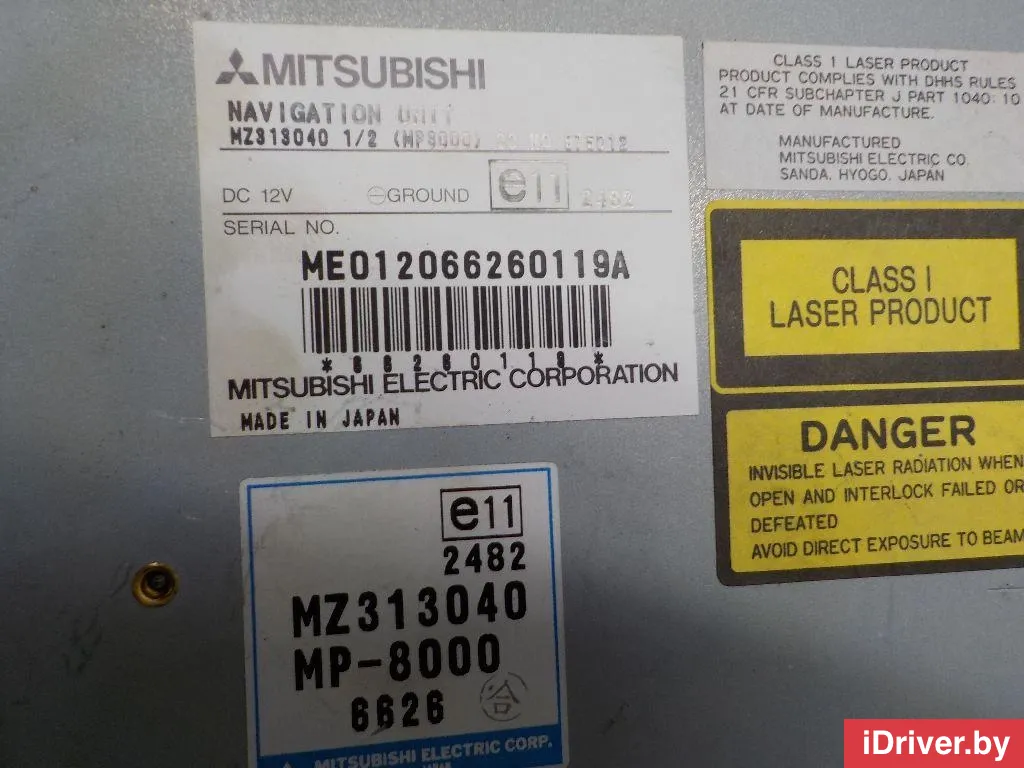 MITSUBISHI
NAVIGATION UNIT
MZ313040 1/2 (MP8000)
DC 12V ⊖GROUND e11 2482
SERIAL NO.
ME012066260119A
*66260119*
MITSUBISHI ELECTRIC CORPORATION
MADE IN JAPAN
CLASS 1 LASER PRODUCT
PRODUCT COMPLIES WITH DHHS RULES
21 CFR SUBCHAPTER J PART 1040:10
AT DATE OF MANUFACTURE.
MANUFACTURED
MITSUBISHI ELECTRIC CO.
SANDA, HYOGO, JAPAN
CLASS I
LASER PRODUCT
DANGER
INVISIBLE LASER RADIATION WHEN
OPEN AND INTERLOCK FAILED OR
DEFEATED
AVOID DIRECT EXPOSURE TO BEAM
e11
2482
MZ313040
MP-8000
6626 合
MITSUBISHI ELECTRIC CORP.
JAPAN
iDriver.by